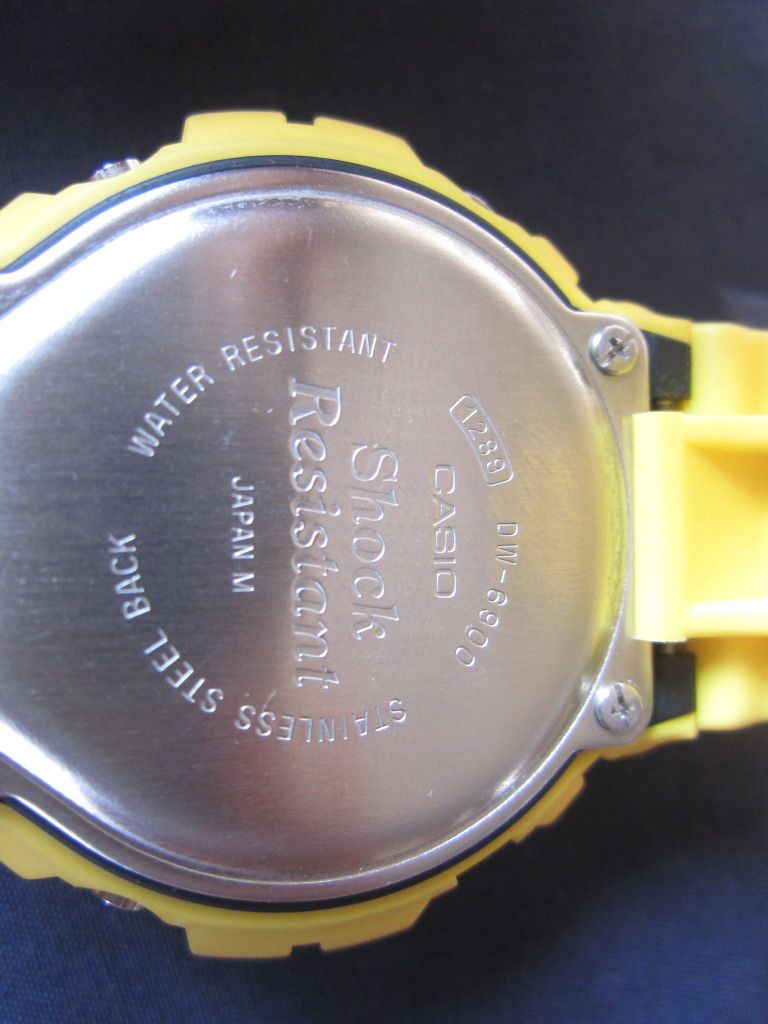 1289
DW-6900
CASIO
Shock
Resistant
JAPAN M
WATER RESISTANT
STAINLESS STEEL BACK